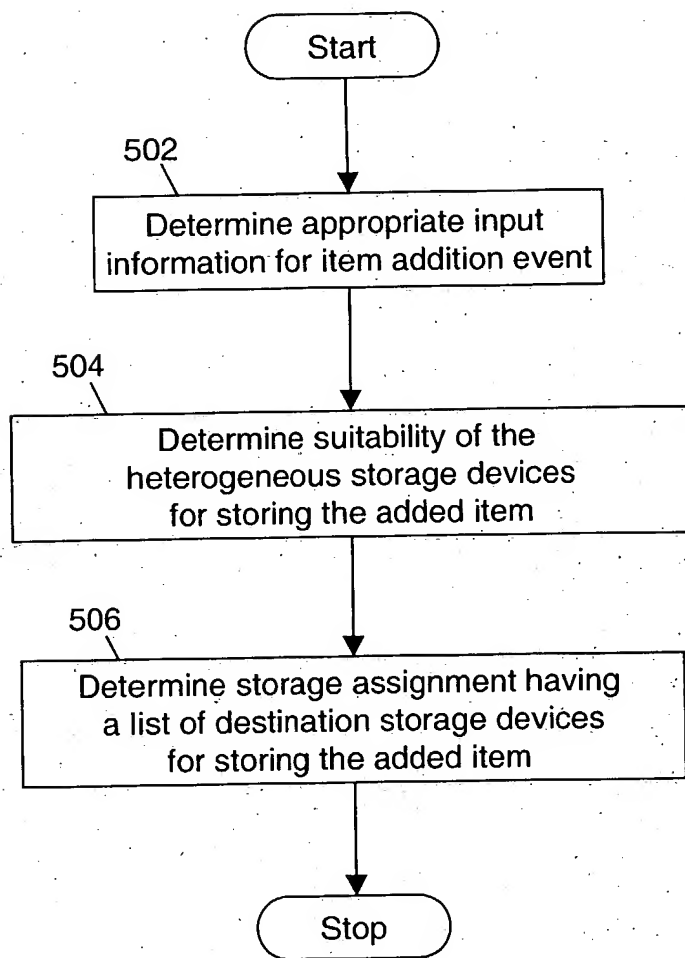 Start
502
Determine appropriate input
information for item addition event
504
Determine suitability of the
heterogeneous storage devices
for storing the added item
506
Determine storage assignment having
a list of destination storage devices
for storing the added item
Stop